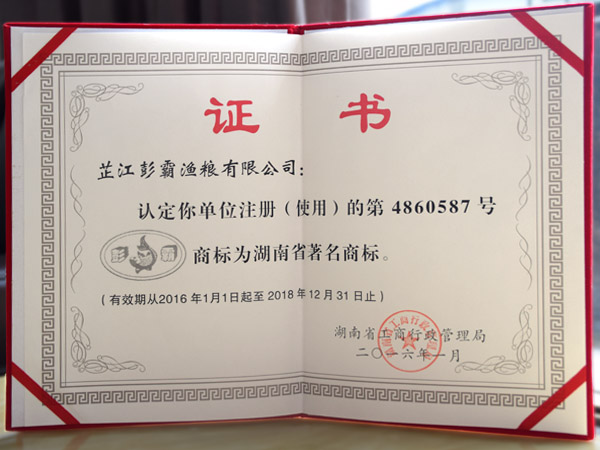 证 书
芷江彭霸渔粮有限公司：
认定你单位注册（使用）的第 4860587 号
彭 霸 商标为湖南省著名商标。
（有效期从2016年1月1日起至2018年12月31日止）
湖南省工商行政管理局
二〇一六年一月